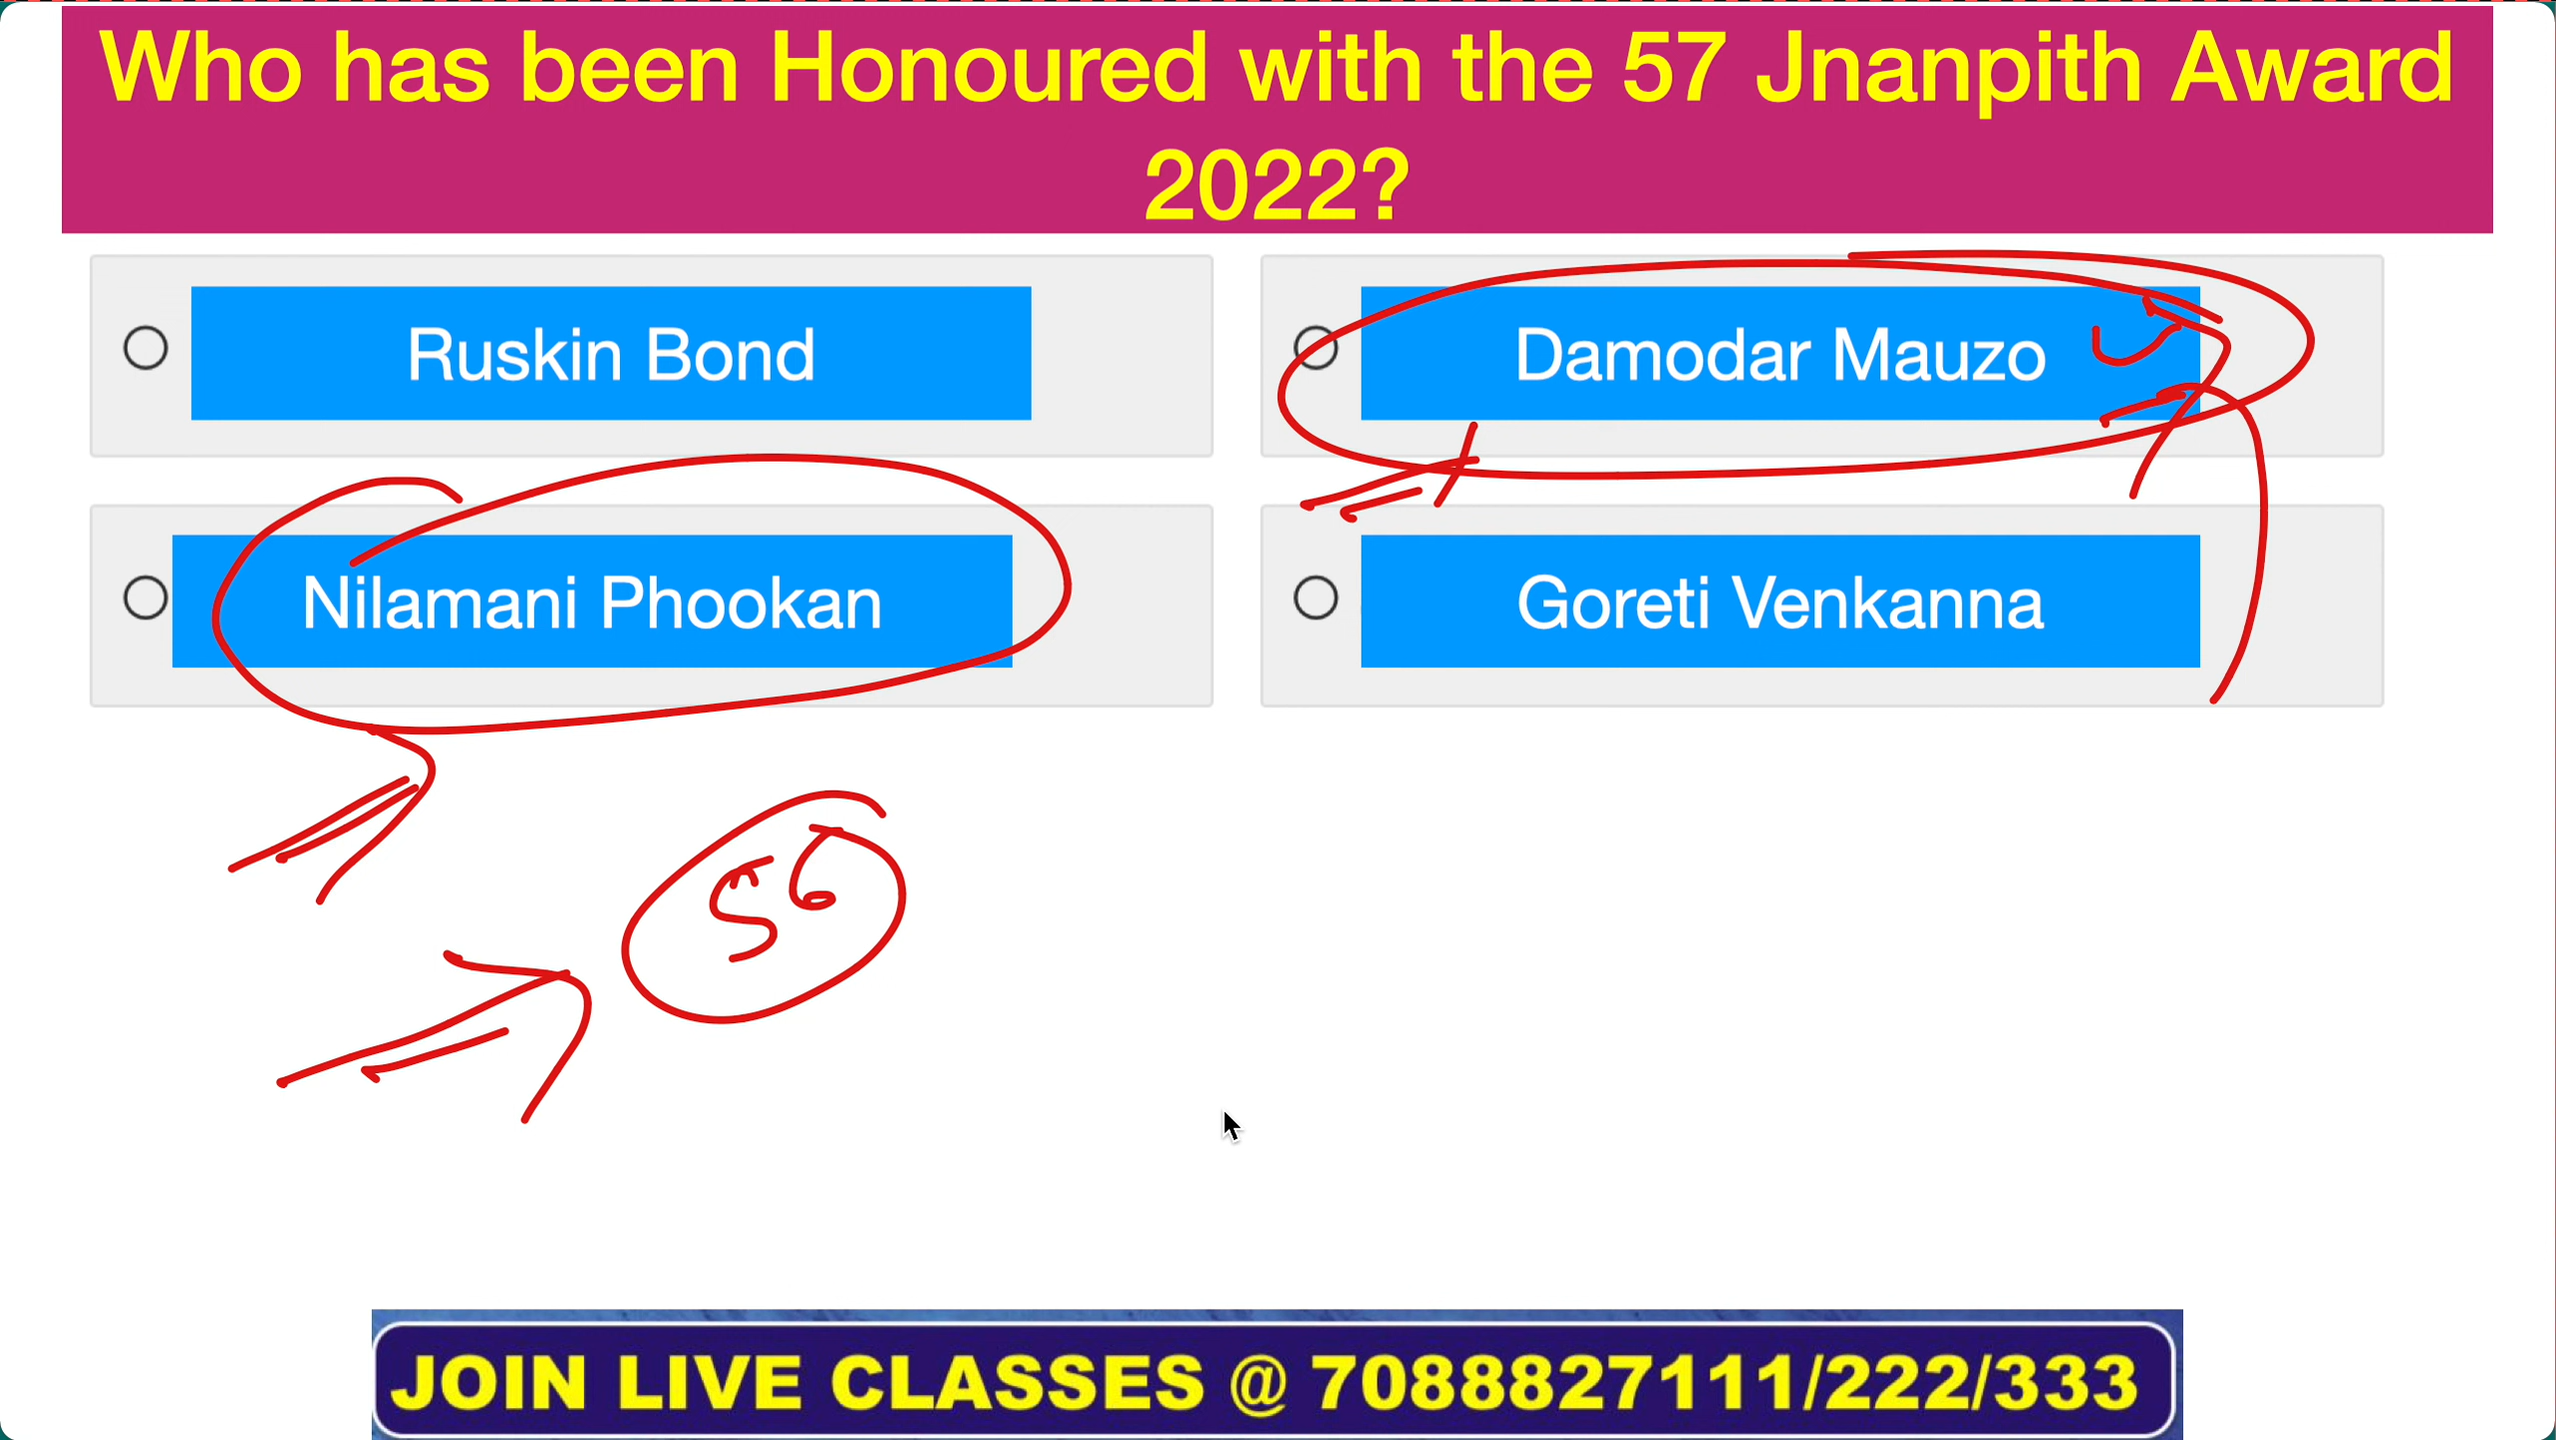 Who has been Honoured with the 57 Jnanpith Award
2022?
Ruskin Bond
Damodar Mauzo
Nilamani Phookan
Goreti Venkanna
56
JOIN LIVE CLASSES @ 7088827111/222/333